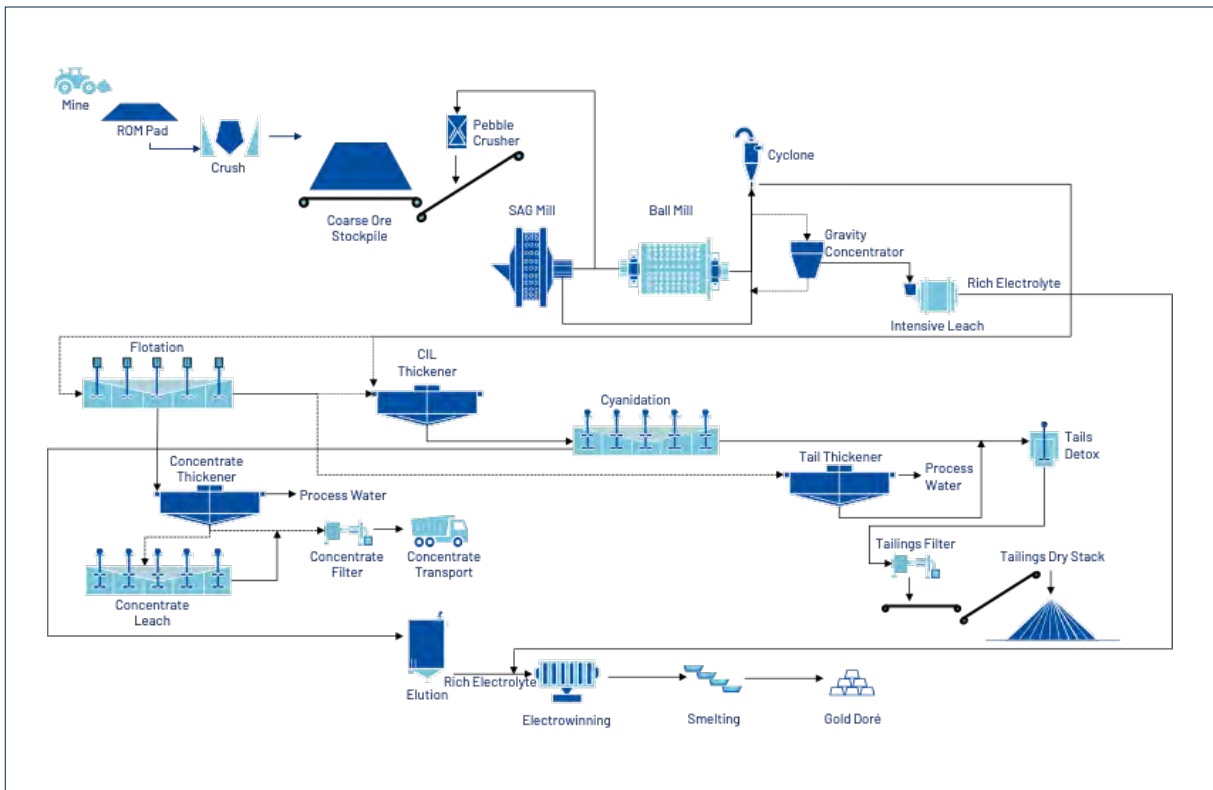 Mine
ROM Pad
Crush
Coarse Ore
Stockpile
Pebble
Crusher
SAG Mill
Ball Mill
Cyclone
Gravity
Concentrator
Rich Electrolyte
Intensive Leach
Flotation
CIL
Thickener
Cyanidation
Tails
Detox
Tail Thickener
Process
Water
Concentrate
Thickener
Process Water
Concentrate
Filter
Concentrate
Transport
Concentrate
Leach
Tailings Filter
Tailings Dry Stack
Elution
Rich Electrolyte
Electrowinning
Smelting
Gold Doré